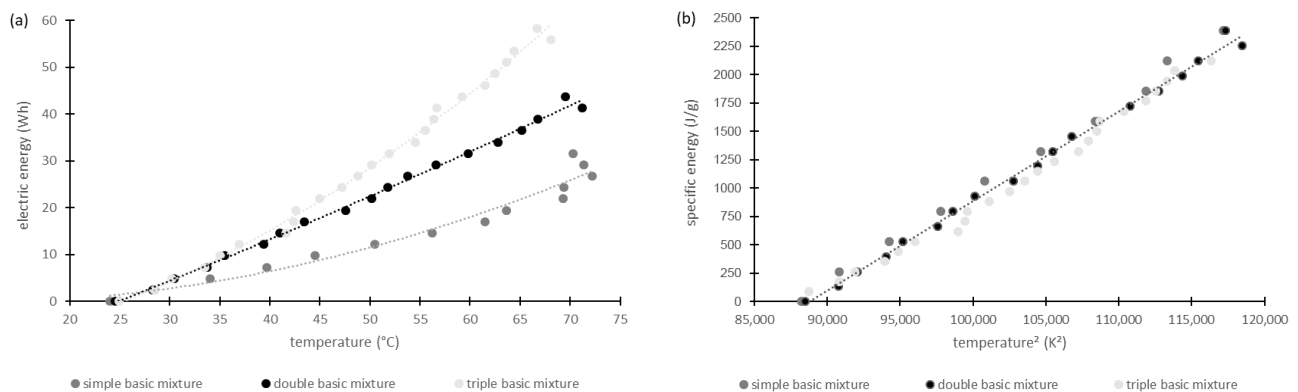 (a)
electric energy (Wh)
60
50
40
30
20
10
0
20 25 30 35 40 45 50 55 60 65 70 75
temperature (°C)
simple basic mixture double basic mixture triple basic mixture
(b)
specific energy (J/g)
2500
2250
2000
1750
1500
1250
1000
750
500
250
0
85,000 90,000 95,000 100,000 105,000 110,000 115,000 120,000
temperature² (K²)
simple basic mixture double basic mixture triple basic mixture